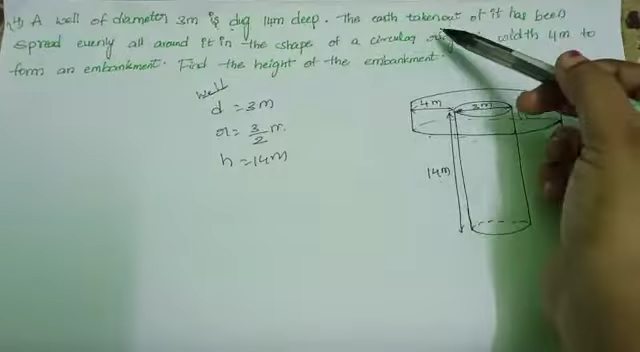 A well of diameter 3m is dug 14m deep. The earth taken out of it has been
spread evenly all around it in the shape of a circular width 4m to
form an embankment. Find the height of the embankment.
well
d = 3m
r = 3/2 m.
h = 14m
4m
3m
14m